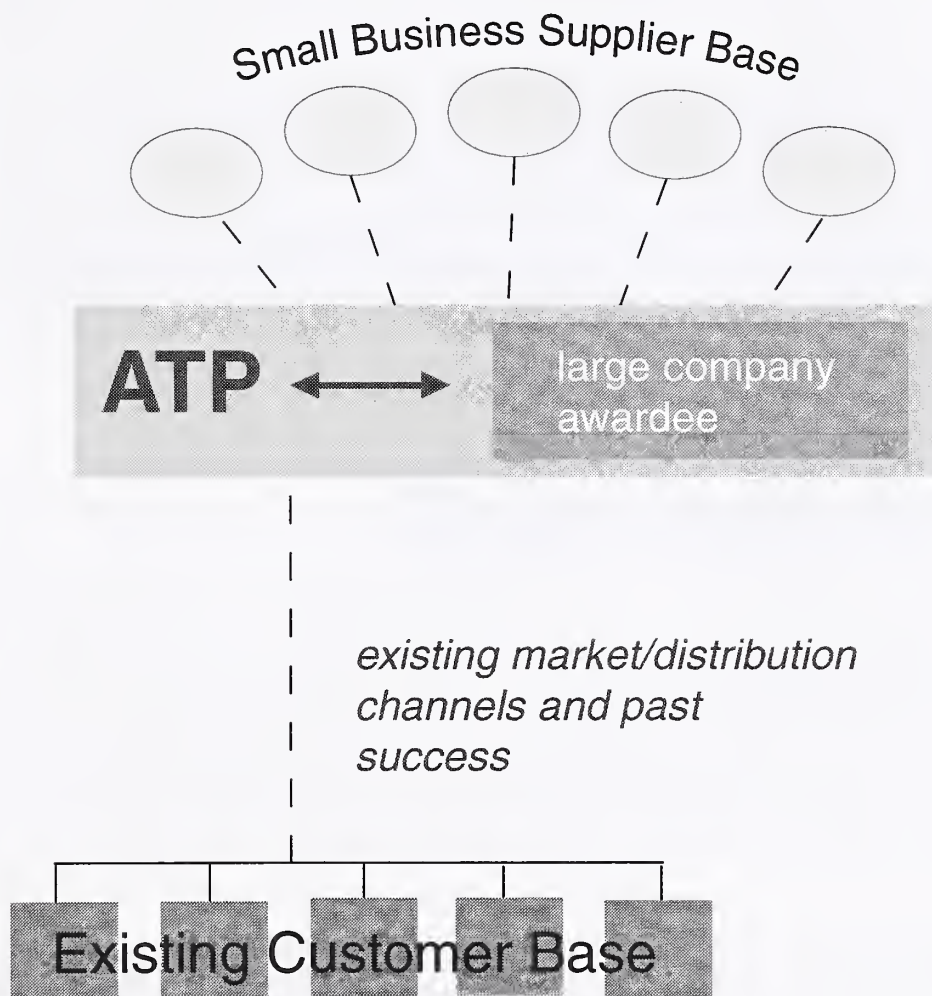 Small Business Supplier Base
ATP
large company
awardee
existing market/distribution
channels and past
success
Existing Customer Base